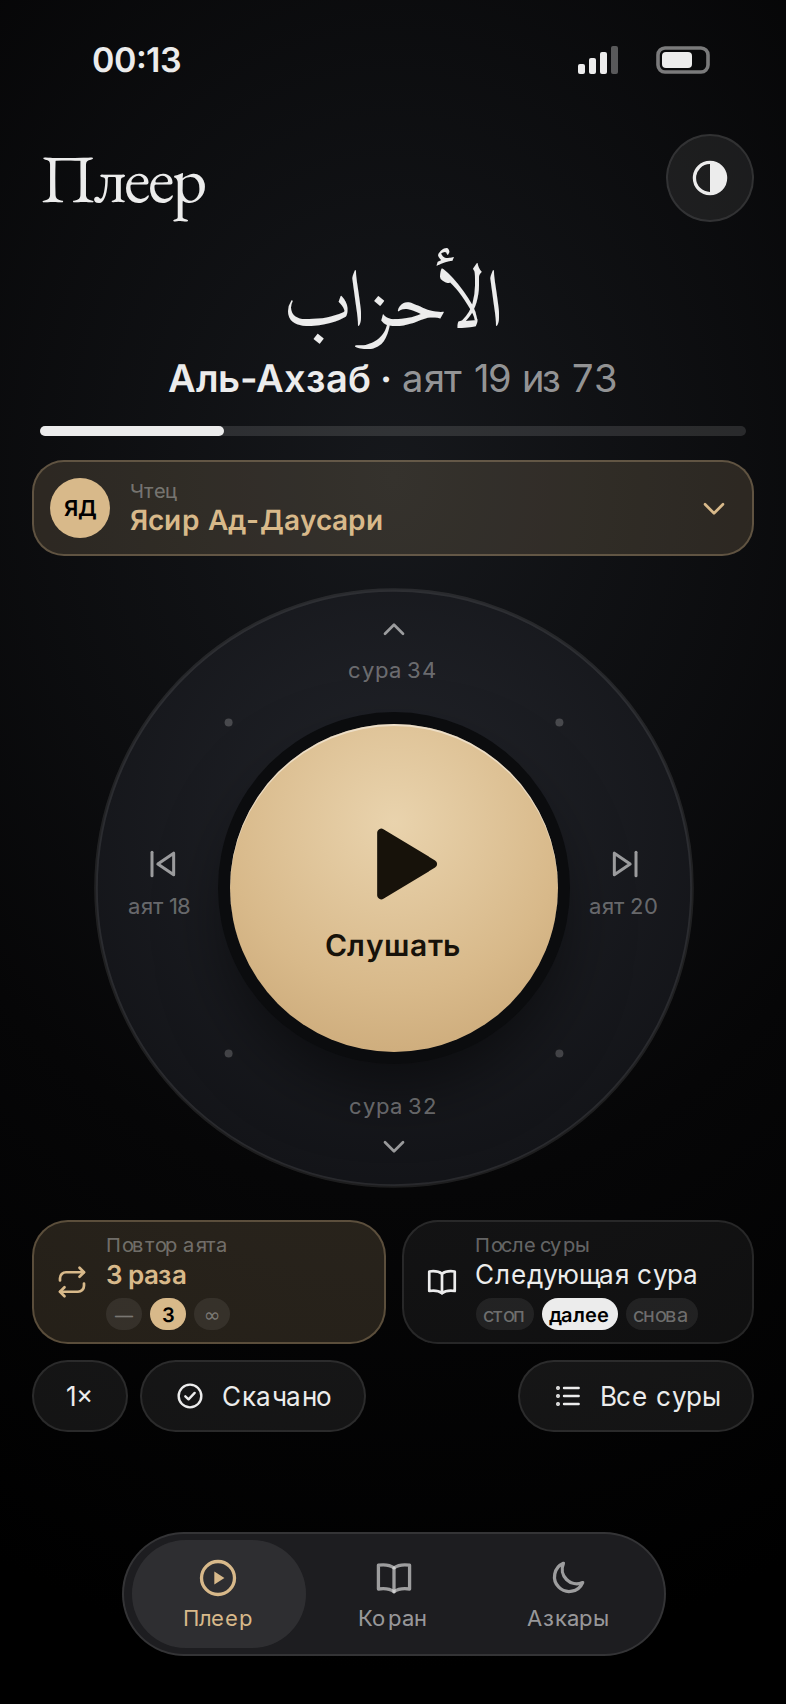 00:13
Плеер
الأحزاب
Аль-Ахзаб · аят 19 из 73
ЯД
Чтец
Ясир Ад-Даусари
сура 34
аят 18
аят 20
Слушать
сура 32
Повтор аята
3 раза
— 3 ∞
После суры
Следующая сура
стоп далее снова
1×
Скачано
Все суры
Плеер
Коран
Азкары